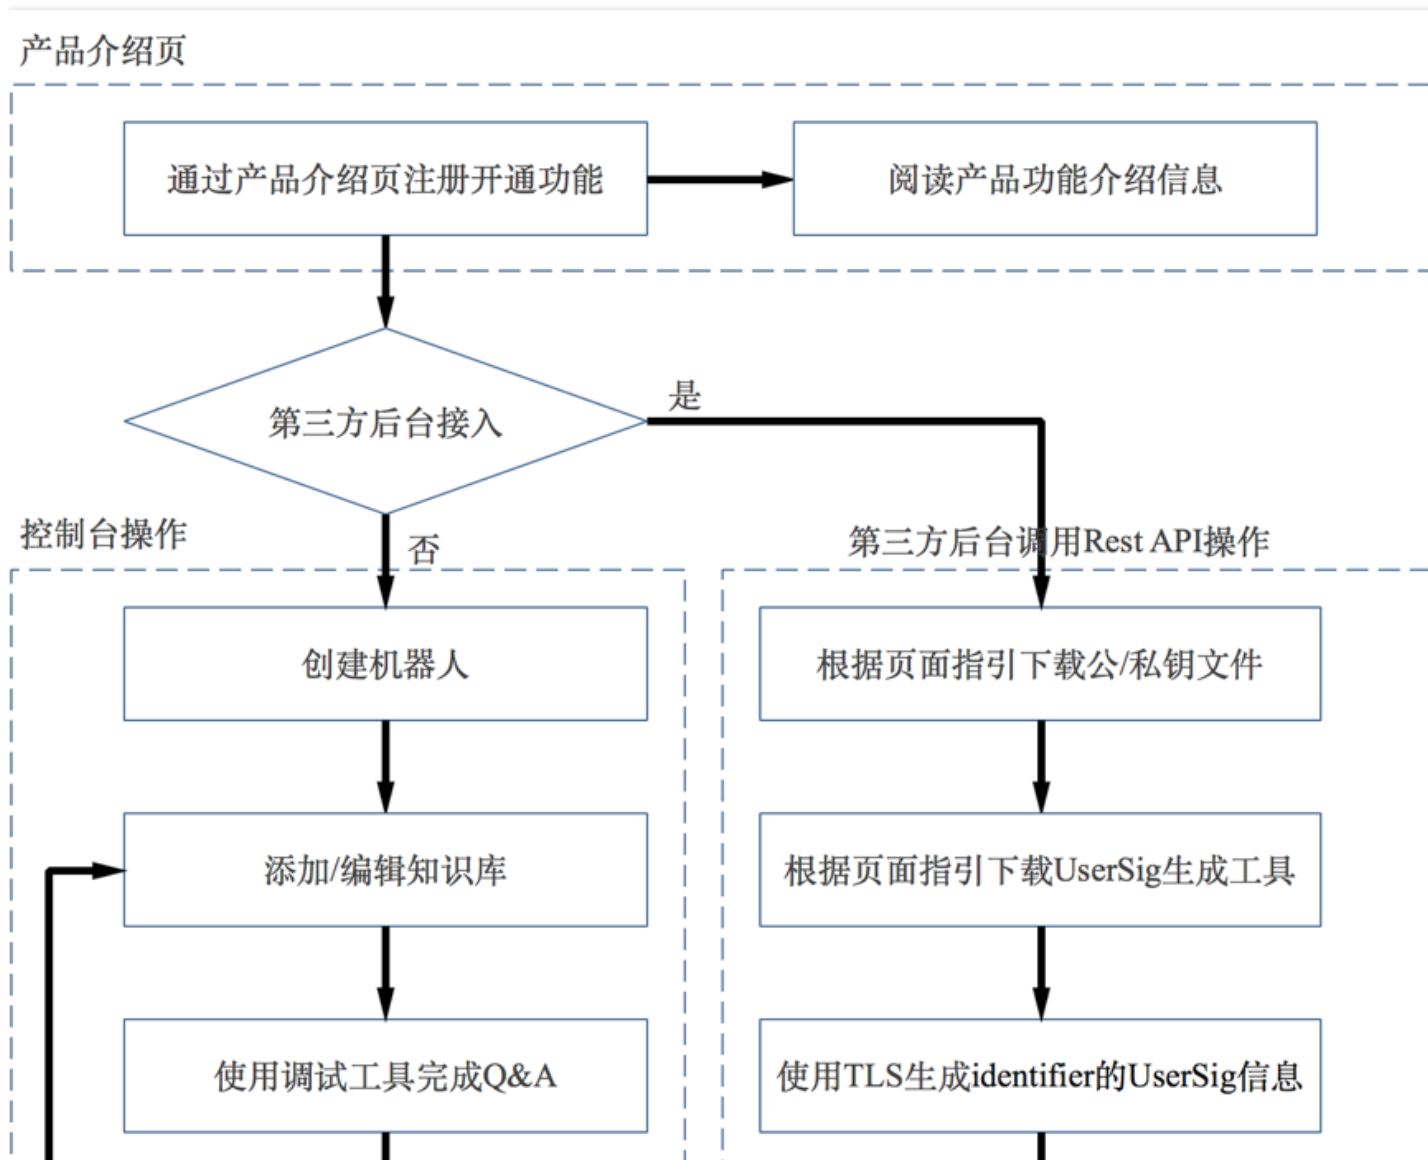 产品介绍页
通过产品介绍页注册开通功能
阅读产品功能介绍信息
第三方后台接入
是
否
控制台操作
第三方后台调用Rest API操作
创建机器人
根据页面指引下载公/私钥文件
添加/编辑知识库
根据页面指引下载UserSig生成工具
使用调试工具完成Q&A
使用TLS生成identifier的UserSig信息